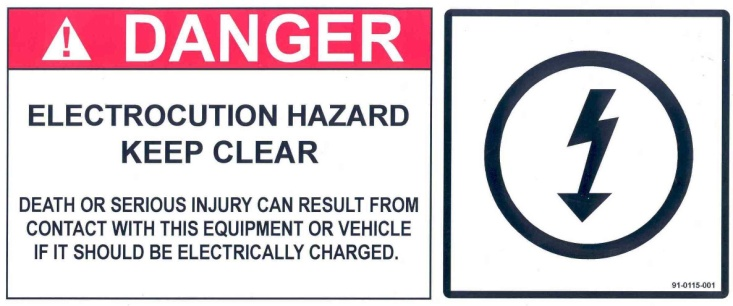 DANGER
ELECTROCUTION HAZARD
KEEP CLEAR
DEATH OR SERIOUS INJURY CAN RESULT FROM
CONTACT WITH THIS EQUIPMENT OR VEHICLE
IF IT SHOULD BE ELECTRICALLY CHARGED.
91-0115-001